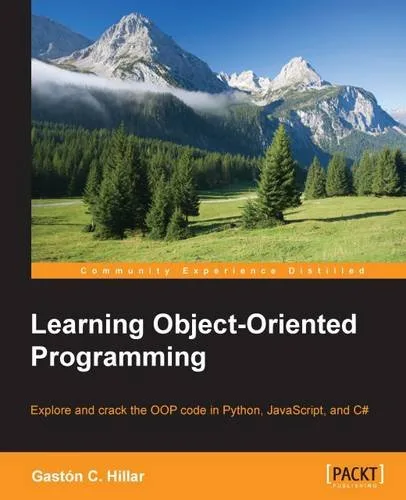 Community Experience Distilled
Learning Object-Oriented
Programming
Explore and crack the OOP code in Python, JavaScript, and C#
Gastón C. Hillar
[PACKT]
PUBLISHING